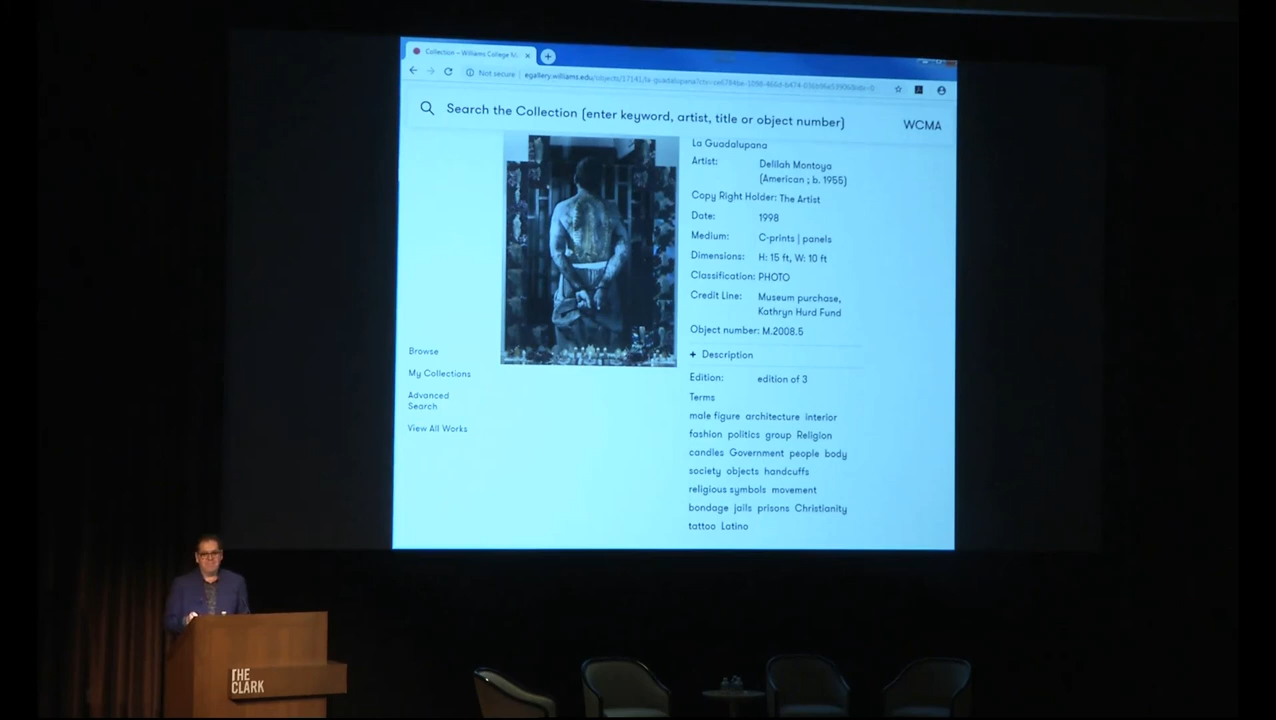 Collection – Williams College M
Not secure
egallery.williams.edu/objects/17141/la-guadalupana
Search the Collection (enter keyword, artist, title or object number)
WCMA
La Guadalupana
Artist: Delilah Montoya
(American ; b. 1955)
Copy Right Holder: The Artist
Date: 1998
Medium: C-prints | panels
Dimensions: H: 15 ft, W: 10 ft
Classification: PHOTO
Credit Line: Museum purchase,
Kathryn Hurd Fund
Object number: M.2008.5
+ Description
Edition: edition of 3
Terms
male figure architecture interior
fashion politics group Religion
candles Government people body
society objects handcuffs
religious symbols movement
bondage jails prisons Christianity
tattoo Latino
Browse
My Collections
Advanced
Search
View All Works
THE
CLARK